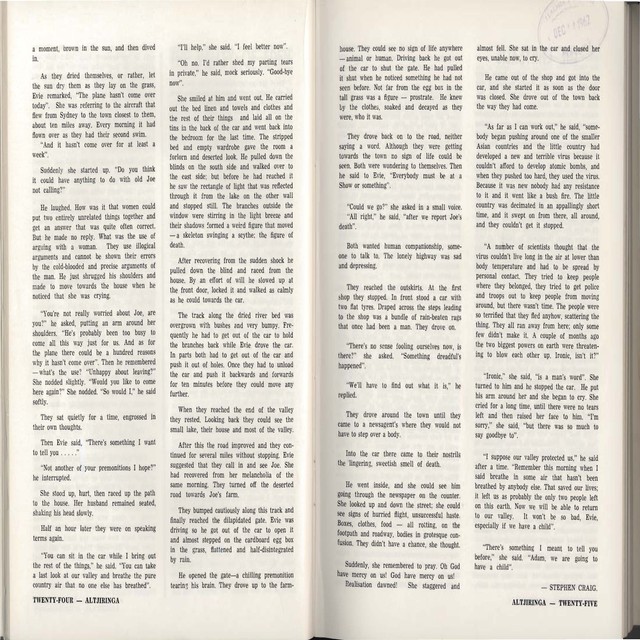 a moment, brown in the sun, and then dived
in.
As they dried themselves, or rather, let
the sun dry them as they lay on the grass,
Evie remarked, "The plane hasn't come over
today". She was referring to the aircraft that
flew from Sydney to the town closest to them,
about ten miles away. Every morning it had
flown over as they had their second swim.
"And it hasn't come over for at least a
week".
Suddenly she started up. "Do you think
it could have anything to do with old Joe
not calling?"
He laughed. How was it that women could
put two entirely unrelated things together and
get an answer that was quite often correct.
But he made no reply. What was the use of
arguing with a woman. They use illogical
arguments and cannot be shown their errors
by the cold-blooded and precise arguments of
the man. He just shrugged his shoulders and
made to move towards the house when he
noticed that she was crying.
"You're not really worried about Joe, are
you?" he asked, putting an arm around her
shoulders. "He's probably been too busy to
come all this way just for us. And as for
the plane there could be a hundred reasons
why it hasn't come over". Then he remembered
—what's the use? "Unhappy about leaving?"
She nodded slightly. "Would you like to come
here again?" She nodded. "So would I," he said
softly.
They sat quietly for a time, engrossed in
their own thoughts.
Then Evie said, "There's something I want
to tell you . . . . ."
"Not another of your premonitions I hope?"
he interrupted.
She stood up, hurt, then raced up the path
to the house. Her husband remained seated,
shaking his head slowly.
Half an hour later they were on speaking
terms again.
"You can sit in the car while I bring out
the rest of the things," he said. "You can take
a last look at our valley and breathe the pure
country air that no one else has breathed".
TWENTY-FOUR — ALTJIRINGA
"I'll help," she said. "I feel better now".
"Oh no. I'd rather shed my parting tears
in private," he said, mock seriously. "Good-bye
now".
She smiled at him and went out. He carried
out the bed linen and towels and clothes and
the rest of their things and laid all on the
tins in the back of the car and went back into
the bedroom for the last time. The stripped
bed and empty wardrobe gave the room a
forlorn and deserted look. He pulled down the
blinds on the south side and walked over to
the east side; but before he had reached it
he saw the rectangle of light that was reflected
through it from the lake on the other wall
and stopped still. The branches outside the
window were stirring in the light breeze and
their shadows formed a weird figure that moved
—a skeleton swinging a scythe; the figure of
death.
After recovering from the sudden shock he
pulled down the blind and raced from the
house. By an effort of will he slowed up at
the front door, locked it and walked as calmly
as he could towards the car.
The track along the dried river bed was
overgrown with bushes and very bumpy. Fre-
quently he had to get out of the car to hold
the branches back while Evie drove the car.
In parts both had to get out of the car and
push it out of holes. Once they had to unload
the car and push it backwards and forwards
for ten minutes before they could move any
further.
When they reached the end of the valley
they rested. Looking back they could see the
small lake, their house and most of the valley.
After this the road improved and they con-
tinued for several miles without stopping. Evie
suggested that they call in and see Joe. She
had recovered from her melancholia of the
same morning. They turned off the deserted
road towards Joe's farm.
They bumped cautiously along this track and
finally reached the dilapidated gate. Evie was
driving so he got out of the car to open it
and almost stepped on the cardboard egg box
in the grass, flattened and half-disintegrated
by rain.
He opened the gate—a chilling premonition
tearing his brain. They drove up to the farm-
house. They could see no sign of life anywhere
—animal or human. Driving back he got out
of the car to shut the gate. He had pulled
it shut when he noticed something he had not
seen before. Not far from the egg box in the
tall grass was a figure — prostrate. He knew
by the clothes, soaked and decayed as they
were, who it was.
They drove back on to the road, neither
saying a word. Although they were getting
towards the town no sign of life could be
seen. Both were wondering to themselves. Then
he said to Evie, "Everybody must be at a
Show or something".
"Could we go?" she asked in a small voice.
"All right," he said, "after we report Joe's
death".
Both wanted human companionship, some-
one to talk to. The lonely highway was sad
and depressing.
They reached the outskirts. At the first
shop they stopped. In front stood a car with
two flat tyres. Draped across the steps leading
to the shop was a bundle of rain-beaten rags
that once had been a man. They drove on.
"There's no sense fooling ourselves now, is
there?" she asked. "Something dreadful's
happened".
"We'll have to find out what it is," he
replied.
They drove around the town until they
came to a newsagent's where they would not
have to step over a body.
Into the car there came to their nostrils
the lingering, sweetish smell of death.
He went inside, and she could see him
going through the newspaper on the counter.
She looked up and down the street; she could
see signs of hurried flight, unsuccessful haste.
Boxes, clothes, food — all rotting, on the
footpath and roadway, bodies in grotesque con-
fusion. They didn't have a chance, she thought.
Suddenly, she remembered to pray. Oh God
have mercy on us! God have mercy on us!
Realisation dawned! She staggered and
almost fell. She sat in the car and closed her
eyes, unable now, to cry.
He came out of the shop and got into the
car, and she started it as soon as the door
was closed. She drove out of the town back
the way they had come.
"As far as I can work out," he said, "some-
body began pushing around one of the smaller
Asian countries and the little country had
developed a new and terrible virus because it
couldn't afford to develop atomic bombs, and
when they pushed too hard, they used the virus.
Because it was new nobody had any resistance
to it and it went like a bush fire. The little
country was decimated in an appallingly short
time, and it swept on from there, all around,
and they couldn't get it stopped.
"A number of scientists thought that the
virus couldn't live long in the air at lower than
body temperature and had to be spread by
personal contact. They tried to keep people
where they belonged, they tried to get police
and troops out to keep people from moving
around, but there wasn't time. The people were
so terrified that they fled anyhow, scattering the
thing. They all ran away from here; only some
few didn't make it. A couple of months ago
the two biggest powers on earth were threaten-
ing to blow each other up. Ironic, isn't it?"
"Ironic," she said, "is a man's word". She
turned to him and he stopped the car. He put
his arm around her and she began to cry. She
cried for a long time, until there were no tears
left and then raised her face to him. "I'm
sorry," she said, "but there was so much to
say goodbye to".
"I suppose our valley protected us," he said
after a time. "Remember this morning when I
said breathe in some air that hasn't been
breathed by anybody else. That saved our lives;
it left us as probably the only two people left
on this earth. Now we will be able to return
to our valley. It won't be so bad, Evie,
especially if we have a child".
"There's something I meant to tell you
before," she said. "Adam, we are going to
have a child".
— STEPHEN CRAIG.
ALTJIRINGA — TWENTY-FIVE